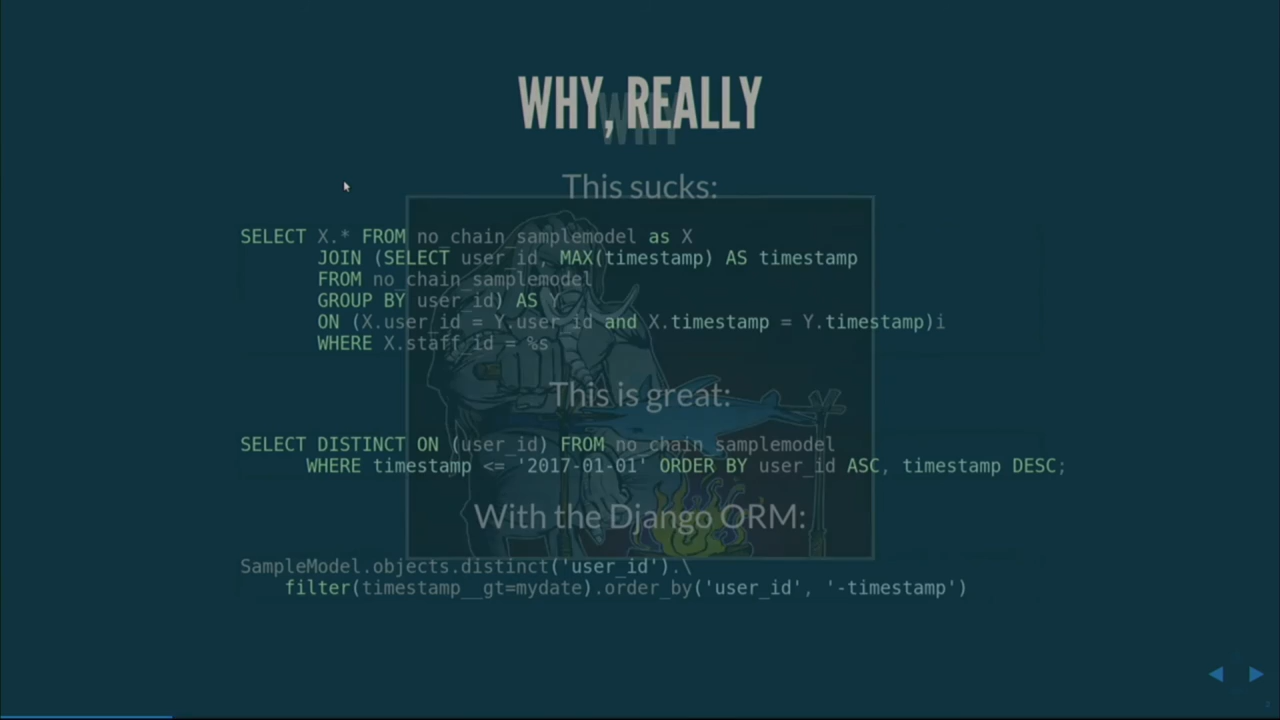 WHY, REALLY
WHY
This sucks:
SELECT X.* FROM no_chain_samplemodel as X
JOIN (SELECT user_id, MAX(timestamp) AS timestamp
FROM no_chain_samplemodel
GROUP BY user_id) AS Y
ON (X.user_id = Y.user_id and X.timestamp = Y.timestamp)i
WHERE X.staff_id = %s
This is great:
SELECT DISTINCT ON (user_id) FROM no_chain_samplemodel
WHERE timestamp <= '2017-01-01' ORDER BY user_id ASC, timestamp DESC;
With the Django ORM:
SampleModel.objects.distinct('user_id').\
filter(timestamp__gt=mydate).order_by('user_id', '-timestamp')